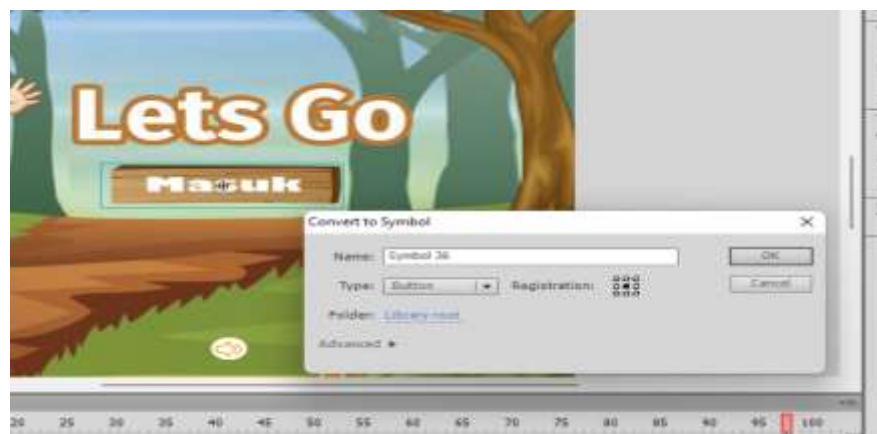 Lets Go
Masuk
Convert to Symbol
Name: Symbol 36
OK
Type: Button Registration:
Cancel
Folder: Library root
Advanced
20 25 30 35 40 45 50 55 60 65 70 75 80 85 90 95 100